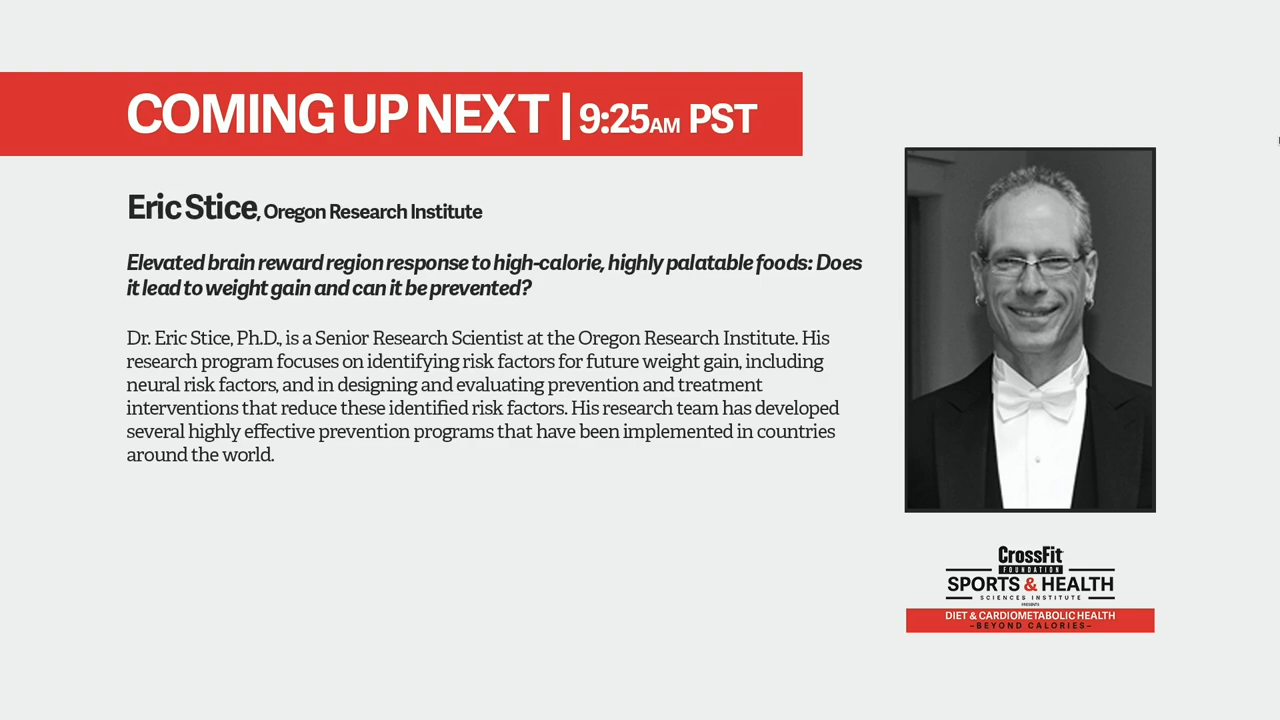 COMING UP NEXT | 9:25AM PST
Eric Stice, Oregon Research Institute
Elevated brain reward region response to high-calorie, highly palatable foods: Does
it lead to weight gain and can it be prevented?
Dr. Eric Stice, Ph.D., is a Senior Research Scientist at the Oregon Research Institute. His
research program focuses on identifying risk factors for future weight gain, including
neural risk factors, and in designing and evaluating prevention and treatment
interventions that reduce these identified risk factors. His research team has developed
several highly effective prevention programs that have been implemented in countries
around the world.
CrossFit
FOUNDATION
SPORTS & HEALTH
SCIENCES INSTITUTE
PRESENTS
DIET & CARDIOMETABOLIC HEALTH
–BEYOND CALORIES–